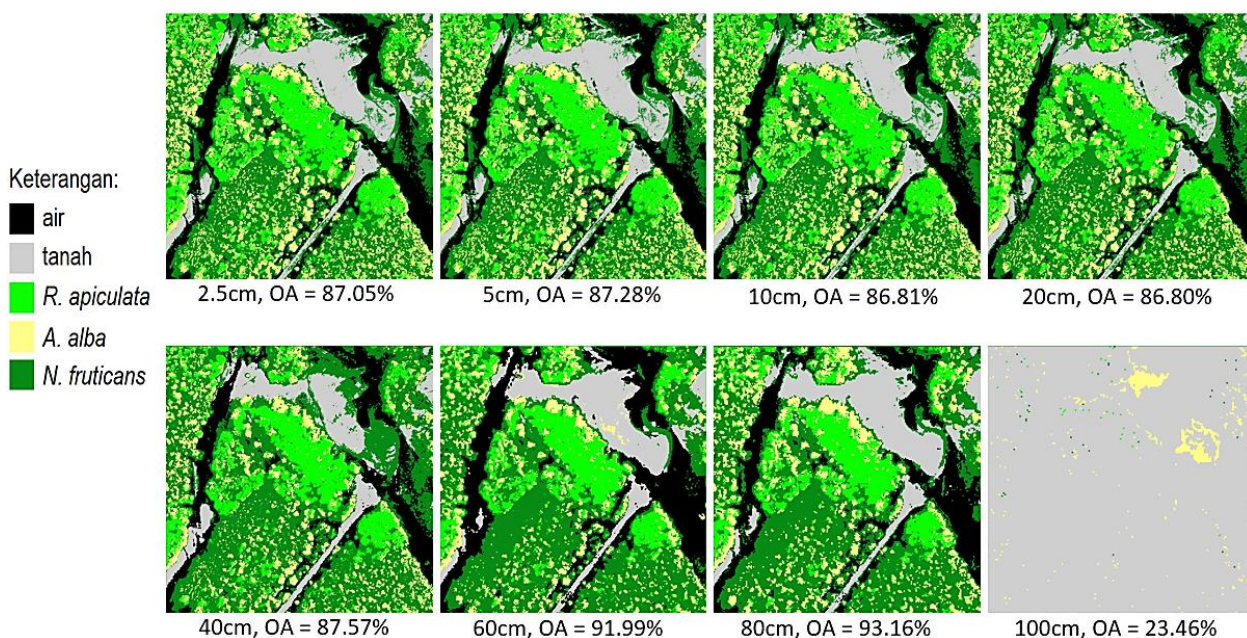 Keterangan:
air
tanah
R. apiculata
A. alba
N. fruticans
2.5cm, OA = 87.05%
5cm, OA = 87.28%
10cm, OA = 86.81%
20cm, OA = 86.80%
40cm, OA = 87.57%
60cm, OA = 91.99%
80cm, OA = 93.16%
100cm, OA = 23.46%